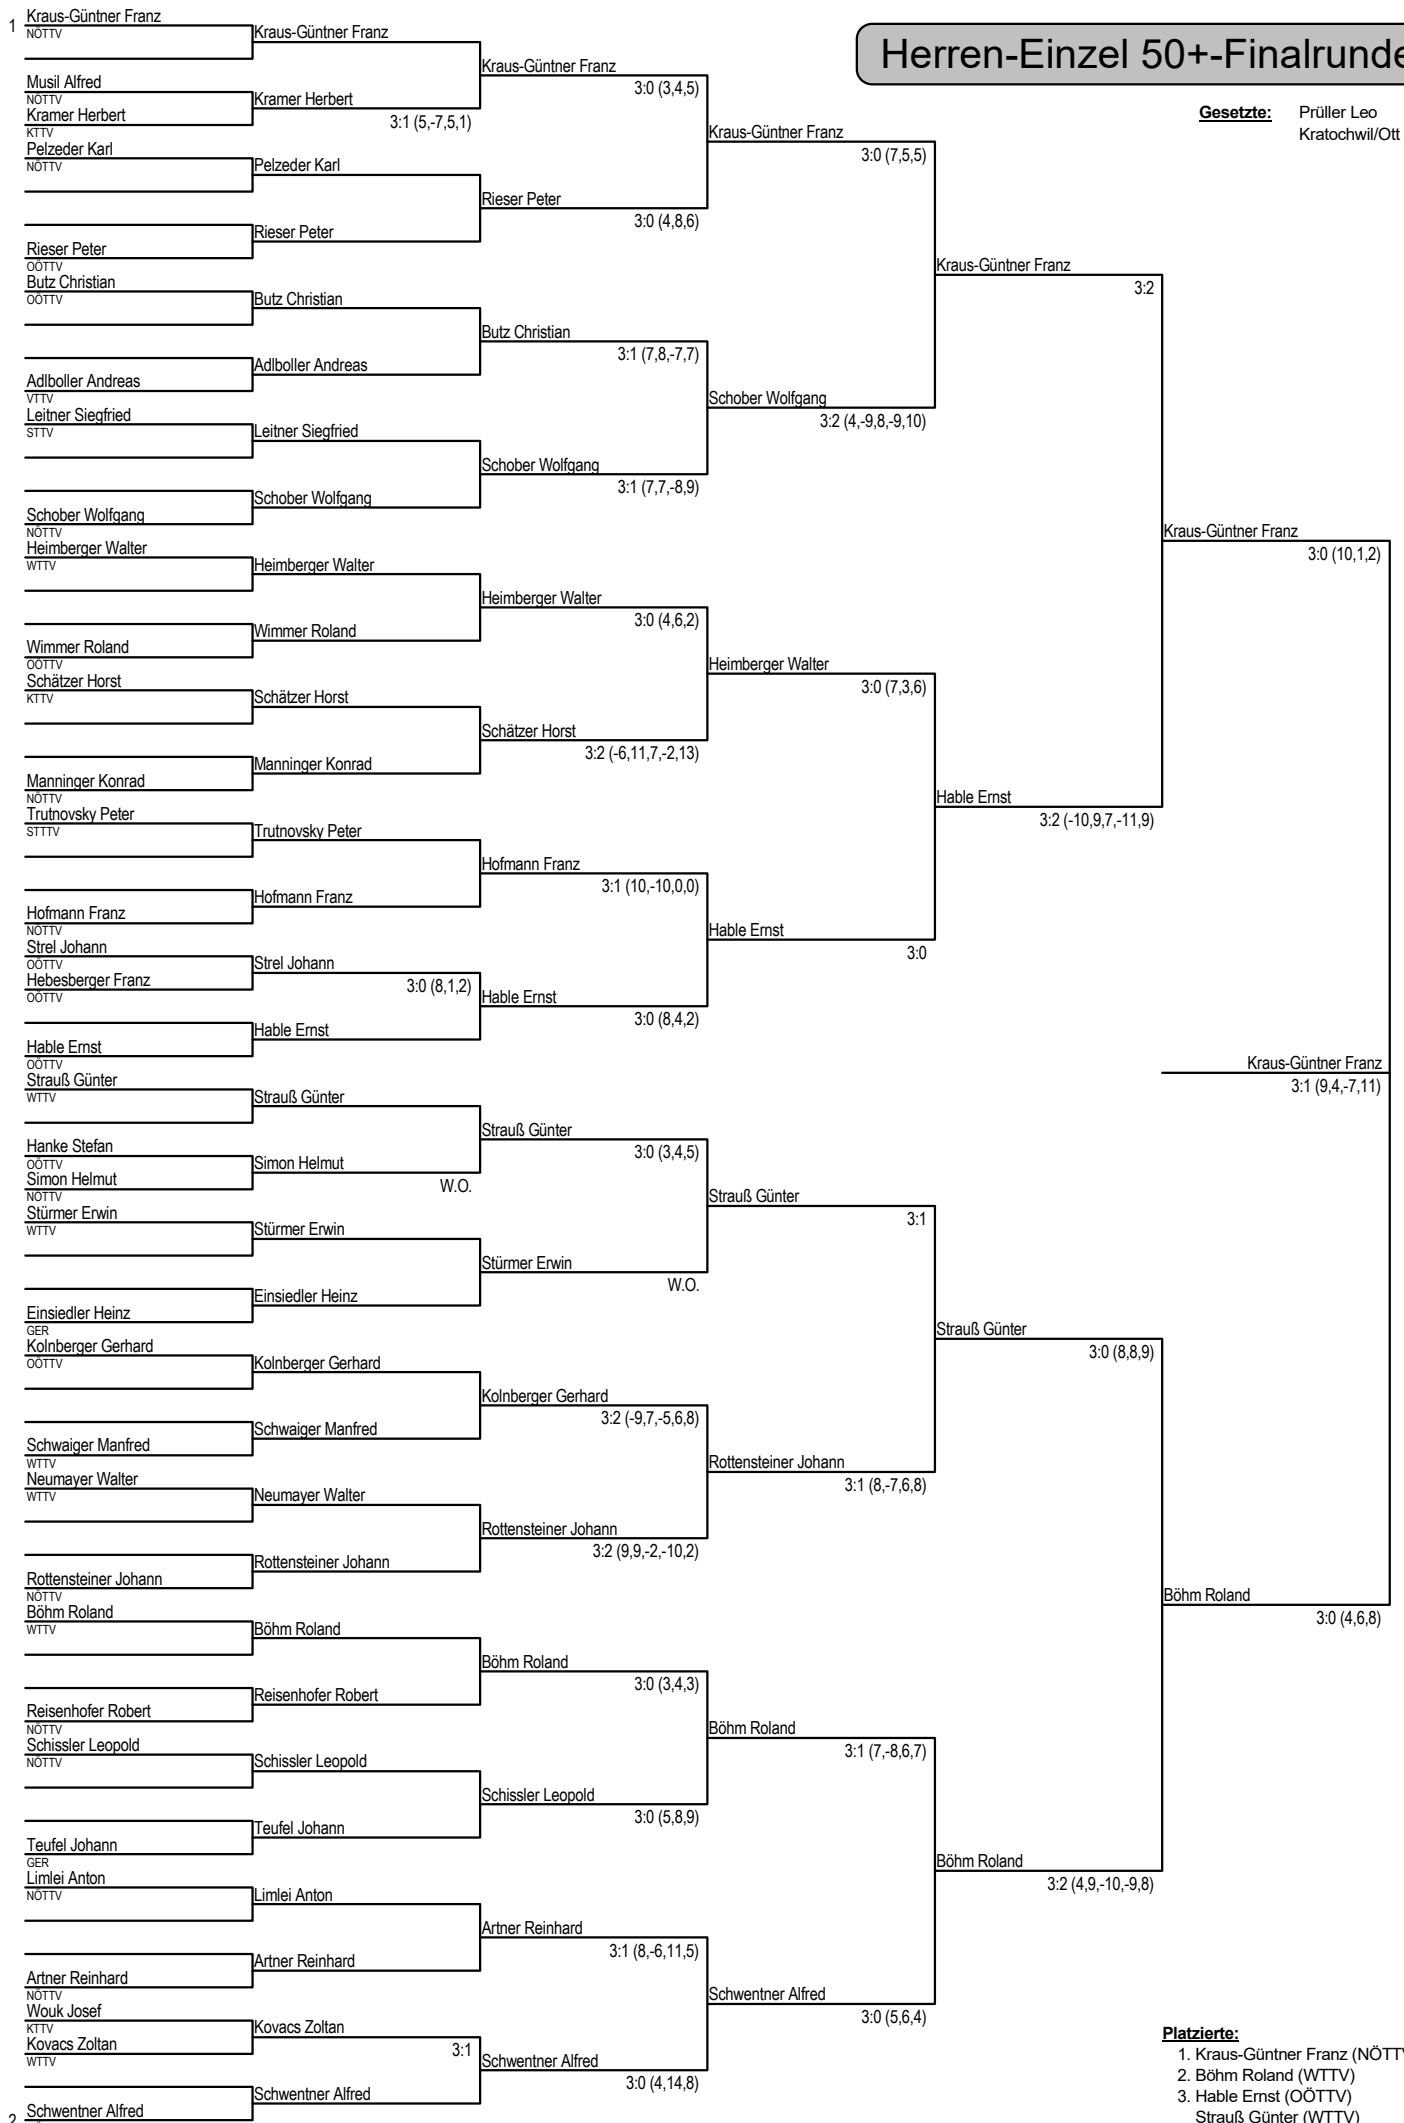 Herren-Einzel 50+-Finalrunde
Gesetzte: Prüller Leo
Kratochwil/Ott
1 Kraus-Güntner Franz
NÖTTV
Musil Alfred
NÖTTV
Kramer Herbert
KTTV
Pelzeder Karl
NÖTTV
Rieser Peter
OÖTTV
Butz Christian
OÖTTV
Adlboller Andreas
VTTV
Leitner Siegfried
STTV
Schober Wolfgang
NÖTTV
Heimberger Walter
WTTV
Wimmer Roland
OÖTTV
Schätzer Horst
KTTV
Manninger Konrad
NÖTTV
Trutnovsky Peter
STTTV
Hofmann Franz
NÖTTV
Strel Johann
OÖTTV
Hebesberger Franz
OÖTTV
Hable Ernst
OÖTTV
Strauß Günter
WTTV
Hanke Stefan
OÖTTV
Simon Helmut
NÖTTV
Stürmer Erwin
WTTV
Einsiedler Heinz
GER
Kolnberger Gerhard
OÖTTV
Schwaiger Manfred
WTTV
Neumayer Walter
WTTV
Rottensteiner Johann
NÖTTV
Böhm Roland
WTTV
Reisenhofer Robert
NÖTTV
Schissler Leopold
NÖTTV
Teufel Johann
GER
Limlei Anton
NÖTTV
Artner Reinhard
NÖTTV
Wouk Josef
KTTV
Kovacs Zoltan
WTTV
2 Schwentner Alfred
Kraus-Güntner Franz
Kramer Herbert
3:1 (5,-7,5,1)
Pelzeder Karl
Rieser Peter
Butz Christian
Adlboller Andreas
Leitner Siegfried
Schober Wolfgang
Heimberger Walter
Wimmer Roland
Schätzer Horst
Manninger Konrad
Trutnovsky Peter
Hofmann Franz
Strel Johann
3:0 (8,1,2)
Hable Ernst
Strauß Günter
Simon Helmut
W.O.
Stürmer Erwin
Einsiedler Heinz
Kolnberger Gerhard
Schwaiger Manfred
Neumayer Walter
Rottensteiner Johann
Böhm Roland
Reisenhofer Robert
Schissler Leopold
Teufel Johann
Limlei Anton
Artner Reinhard
Kovacs Zoltan
3:1
Schwentner Alfred
Kraus-Güntner Franz
3:0 (3,4,5)
Rieser Peter
3:0 (4,8,6)
Butz Christian
3:1 (7,8,-7,7)
Schober Wolfgang
3:1 (7,7,-8,9)
Heimberger Walter
3:0 (4,6,2)
Schätzer Horst
3:2 (-6,11,7,-2,13)
Hofmann Franz
3:1 (10,-10,0,0)
Hable Ernst
3:0 (8,4,2)
Strauß Günter
3:0 (3,4,5)
Stürmer Erwin
W.O.
Kolnberger Gerhard
3:2 (-9,7,-5,6,8)
Rottensteiner Johann
3:2 (9,9,-2,-10,2)
Böhm Roland
3:0 (3,4,3)
Schissler Leopold
3:0 (5,8,9)
Artner Reinhard
3:1 (8,-6,11,5)
Schwentner Alfred
3:0 (4,14,8)
Kraus-Güntner Franz
3:0 (7,5,5)
Schober Wolfgang
3:2 (4,-9,8,-9,10)
Heimberger Walter
3:0 (7,3,6)
Hable Ernst
3:0
Strauß Günter
3:1
Rottensteiner Johann
3:1 (8,-7,6,8)
Böhm Roland
3:1 (7,-8,6,7)
Schwentner Alfred
3:0 (5,6,4)
Kraus-Güntner Franz
3:2
Hable Ernst
3:2 (-10,9,7,-11,9)
Strauß Günter
3:0 (8,8,9)
Böhm Roland
3:2 (4,9,-10,-9,8)
Kraus-Güntner Franz
3:0 (10,1,2)
Böhm Roland
3:0 (4,6,8)
Kraus-Güntner Franz
3:1 (9,4,-7,11)
Platzierte:
1. Kraus-Güntner Franz (NÖTTV
2. Böhm Roland (WTTV)
3. Hable Ernst (OÖTTV)
Strauß Günter (WTTV)